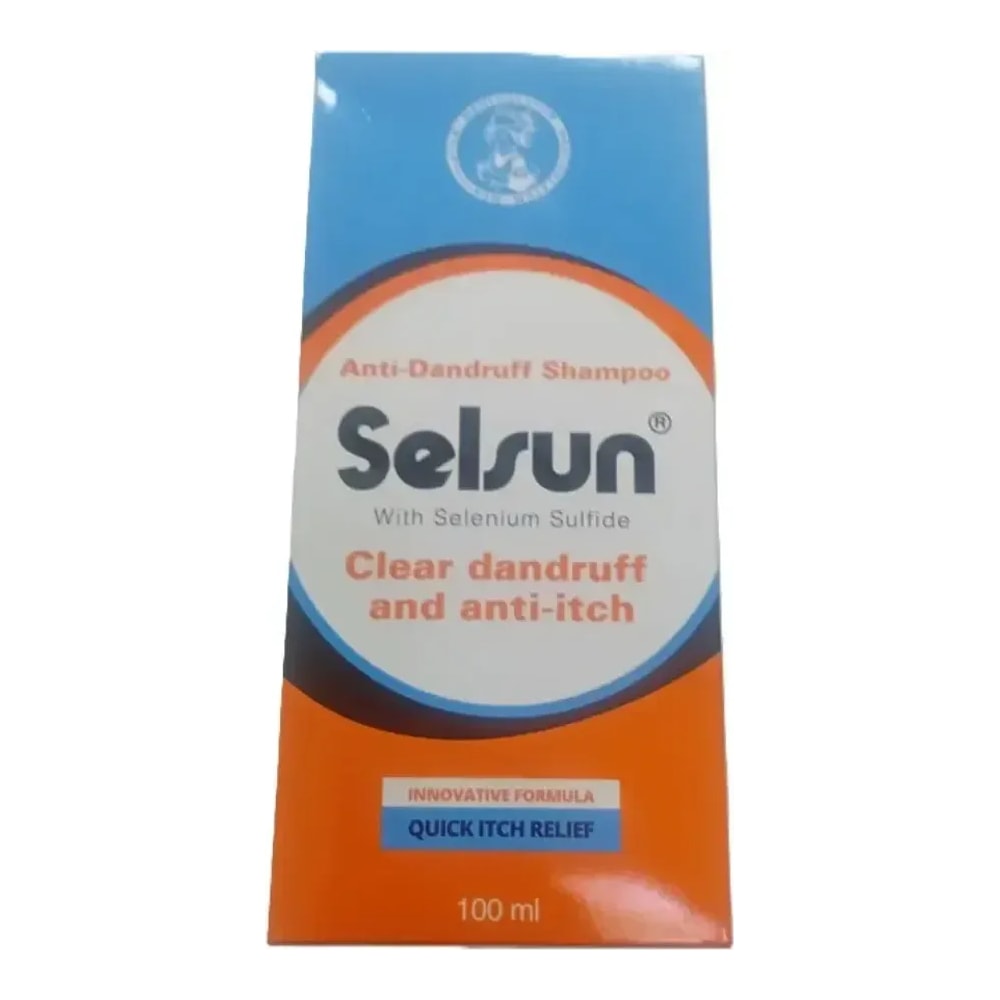 Anti-Dandruff Shampoo
Selsun®
With Selenium Sulfide
Clear dandruff
and anti-itch
INNOVATIVE FORMULA
QUICK ITCH RELIEF
100 ml